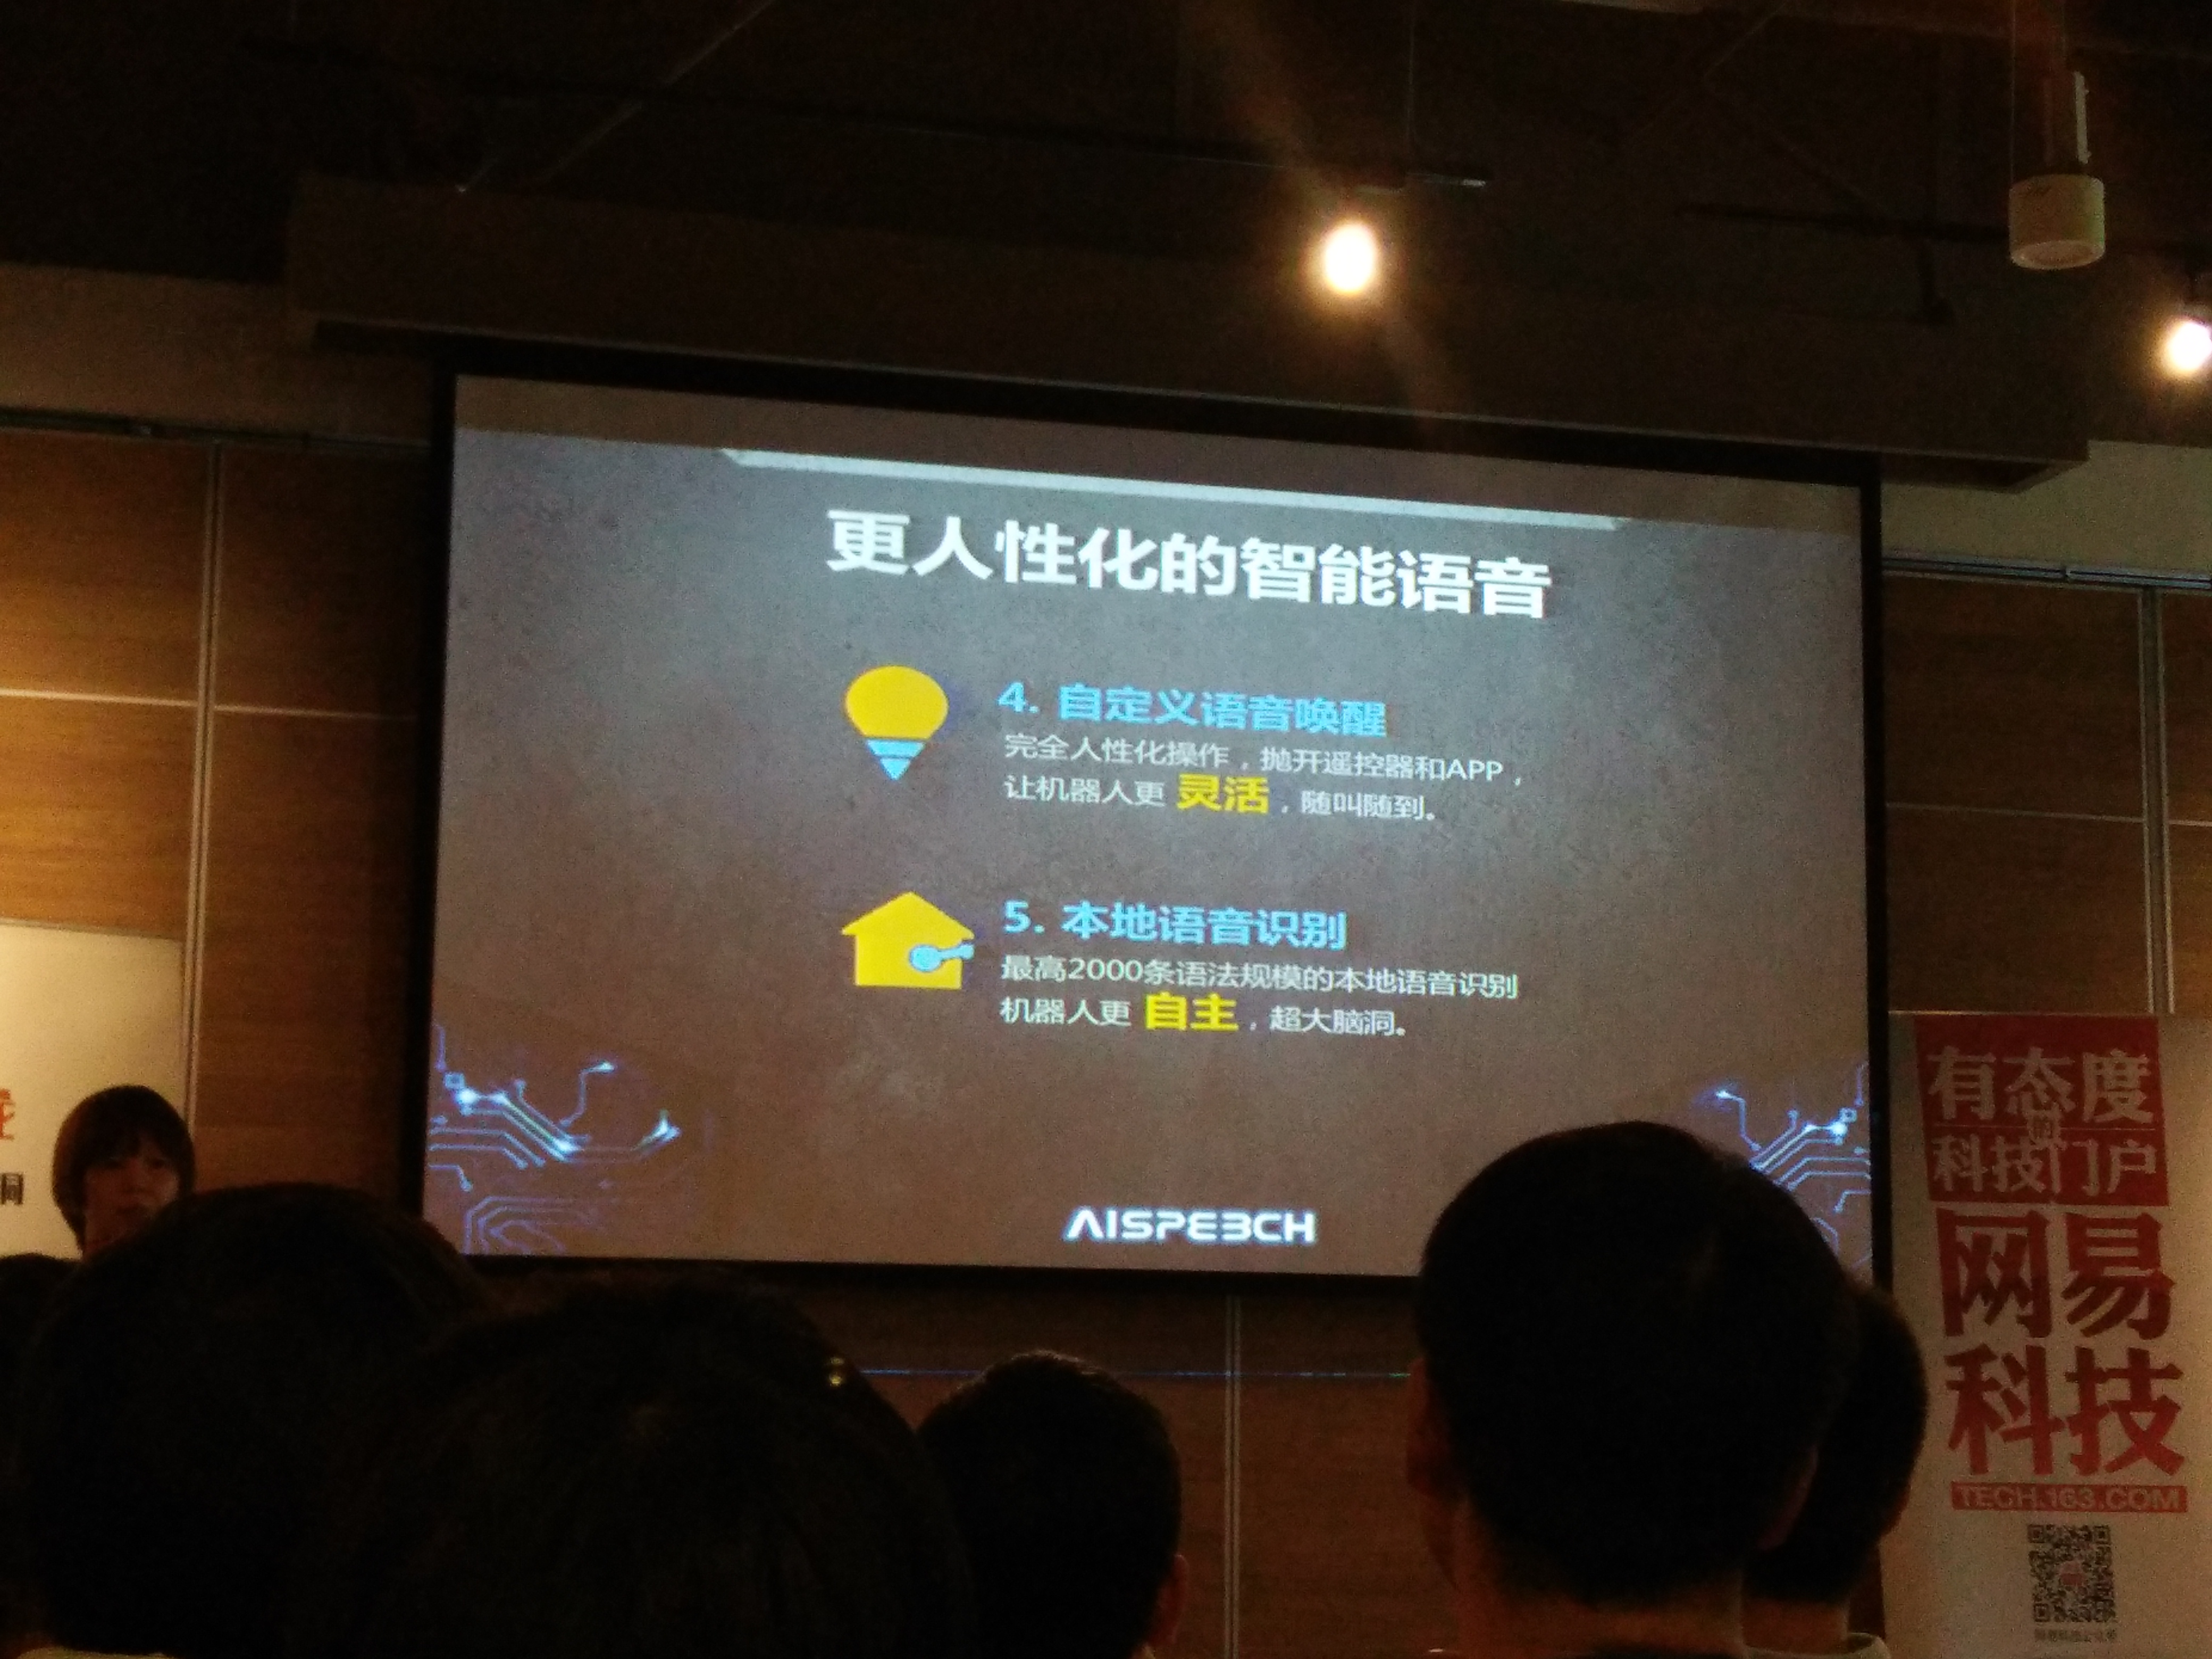 更人性化的智能语音
4. 自定义语音唤醒
完全人性化操作，抛开遥控器和APP，
让机器人更 灵活，随叫随到。
5. 本地语音识别
最高2000条语法规模的本地语音识别
机器人更 自主，超大脑洞。
AISPEECH
有态度
的
科技门户
网易
科技
TECH.163.COM
洞